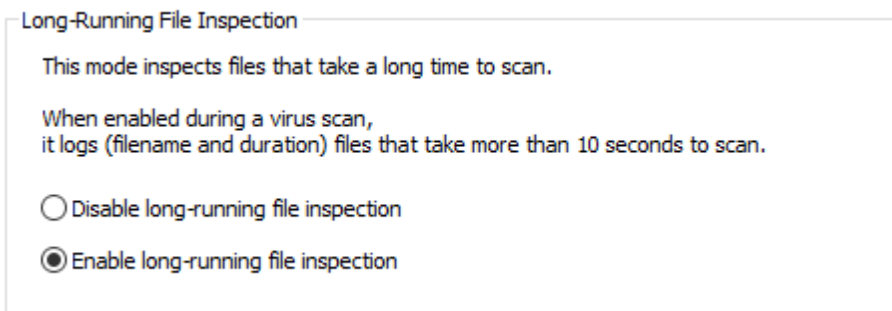 Long-Running File Inspection
This mode inspects files that take a long time to scan.
When enabled during a virus scan,
it logs (filename and duration) files that take more than 10 seconds to scan.
Disable long-running file inspection
Enable long-running file inspection